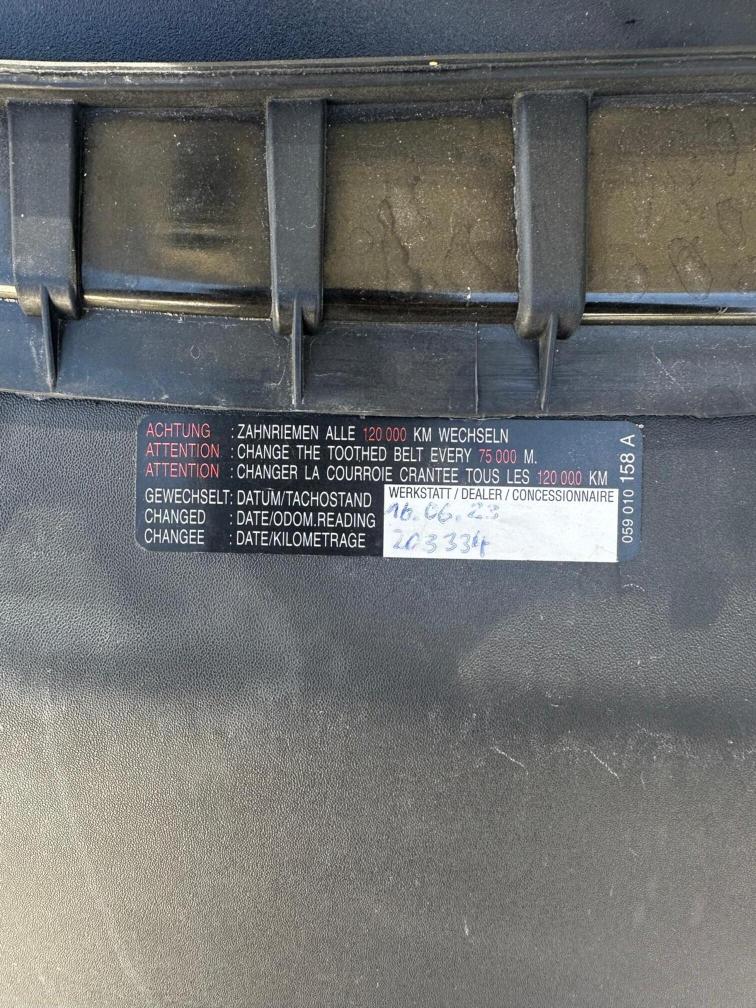 ACHTUNG : ZAHNRIEMEN ALLE 120 000 KM WECHSELN
ATTENTION : CHANGE THE TOOTHED BELT EVERY 75 000 M.
ATTENTION : CHANGER LA COURROIE CRANTEE TOUS LES 120 000 KM
GEWECHSELT: DATUM/TACHOSTAND
CHANGED : DATE/ODOM.READING
CHANGEE : DATE/KILOMETRAGE
WERKSTATT / DEALER / CONCESSIONNAIRE
16.06.23
203334
059 010 158 A